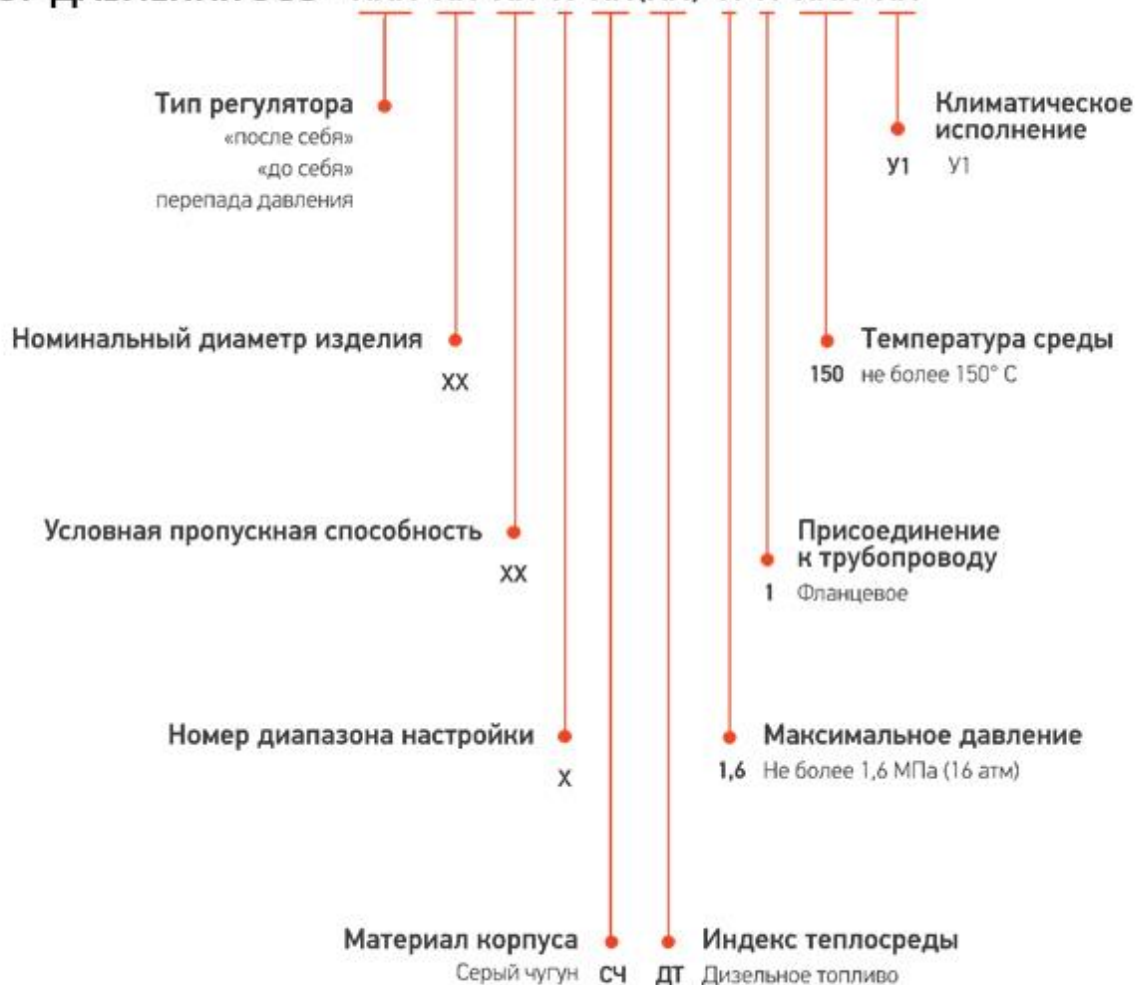 Тип регулятора
«после себя»
«до себя»
перепада давления
Климатическое
исполнение
У1 У1
Номинальный диаметр изделия
XX
Температура среды
150 не более 150° С
Условная пропускная способность
XX
Присоединение
к трубопроводу
1 Фланцевое
Номер диапазона настройки
X
Максимальное давление
1,6 Не более 1,6 МПа (16 атм)
Материал корпуса
Серый чугун СЧ
Индекс теплосреды
ДТ Дизельное топливо